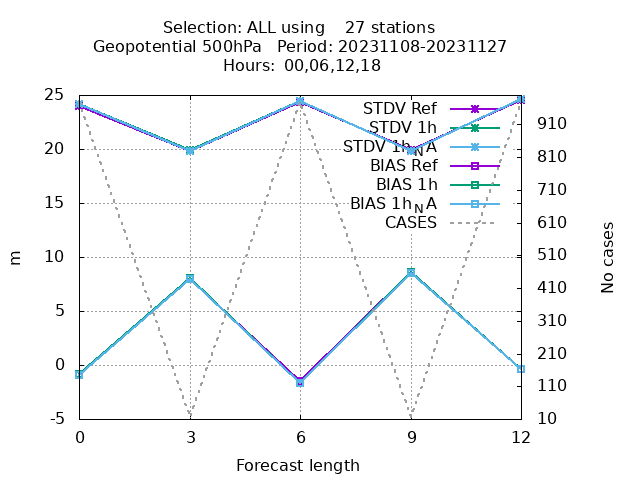 Selection: ALL using    27 stations
Geopotential 500hPa   Period: 20231108-20231127
Hours: 00,06,12,18
STDV Ref
STDV 1h
STDV 1h_NA
BIAS Ref
BIAS 1h
BIAS 1h_NA
CASES
25
20
15
10
5
0
-5
m
910
810
710
610
510
410
310
210
110
10
No cases
0 3 6 9 12
Forecast length